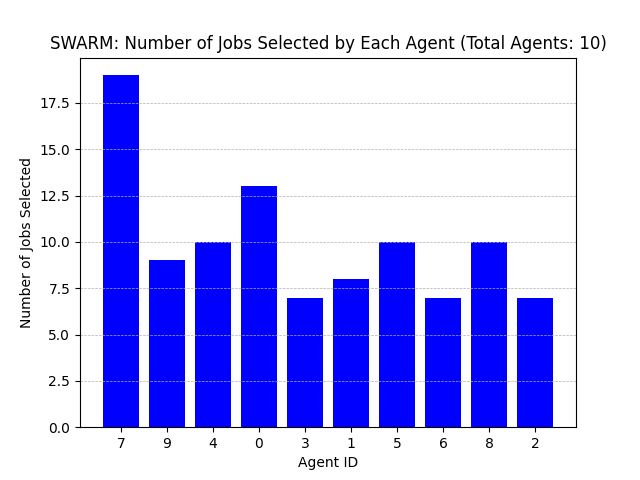 SWARM: Number of Jobs Selected by Each Agent (Total Agents: 10)
Number of Jobs Selected
17.5
15.0
12.5
10.0
7.5
5.0
2.5
0.0
7 9 4 0 3 1 5 6 8 2
Agent ID